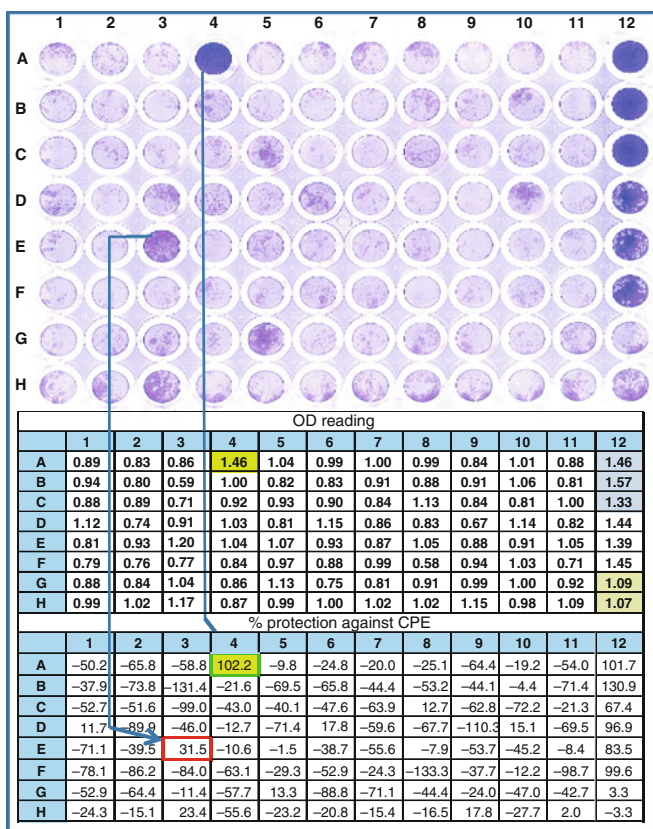 1 2 3 4 5 6 7 8 9 10 11 12
A
B
C
D
E
F
G
H
OD reading
1 2 3 4 5 6 7 8 9 10 11 12
A 0.89 0.83 0.86 1.46 1.04 0.99 1.00 0.99 0.84 1.01 0.88 1.46
B 0.94 0.80 0.59 1.00 0.82 0.83 0.91 0.88 0.91 1.06 0.81 1.57
C 0.88 0.89 0.71 0.92 0.93 0.90 0.84 1.13 0.84 0.81 1.00 1.33
D 1.12 0.74 0.91 1.03 0.81 1.15 0.86 0.83 0.67 1.14 0.82 1.44
E 0.81 0.93 1.20 1.04 1.07 0.93 0.87 1.05 0.88 0.91 1.05 1.39
F 0.79 0.76 0.77 0.84 0.97 0.88 0.99 0.58 0.94 1.03 0.71 1.45
G 0.88 0.84 1.04 0.86 1.13 0.75 0.81 0.91 0.99 1.00 0.92 1.09
H 0.99 1.02 1.17 0.87 0.99 1.00 1.02 1.02 1.15 0.98 1.09 1.07
% protection against CPE
1 2 3 4 5 6 7 8 9 10 11 12
A –50.2 –65.8 –58.8 102.2 –9.8 –24.8 –20.0 –25.1 –64.4 –19.2 –54.0 101.7
B –37.9 –73.8 –131.4 –21.6 –69.5 –65.8 –44.4 –53.2 –44.1 –4.4 –71.4 130.9
C –52.7 –51.6 –99.0 –43.0 –40.1 –47.6 –63.9 12.7 –62.8 –72.2 –21.3 67.4
D 11.7 –89.9 –46.0 –12.7 –71.4 17.8 –59.6 –67.7 –110.3 15.1 –69.5 96.9
E –71.1 –39.5 31.5 –10.6 –1.5 –38.7 –55.6 –7.9 –53.7 –45.2 –8.4 83.5
F –78.1 –86.2 –84.0 –63.1 –29.3 –52.9 –24.3 –133.3 –37.7 –12.2 –98.7 99.6
G –52.9 –64.4 –11.4 –57.7 13.3 –88.8 –71.1 –44.4 –24.0 –47.0 –42.7 3.3
H –24.3 –15.1 23.4 –55.6 –23.2 –20.8 –15.4 –16.5 17.8 –27.7 2.0 –3.3